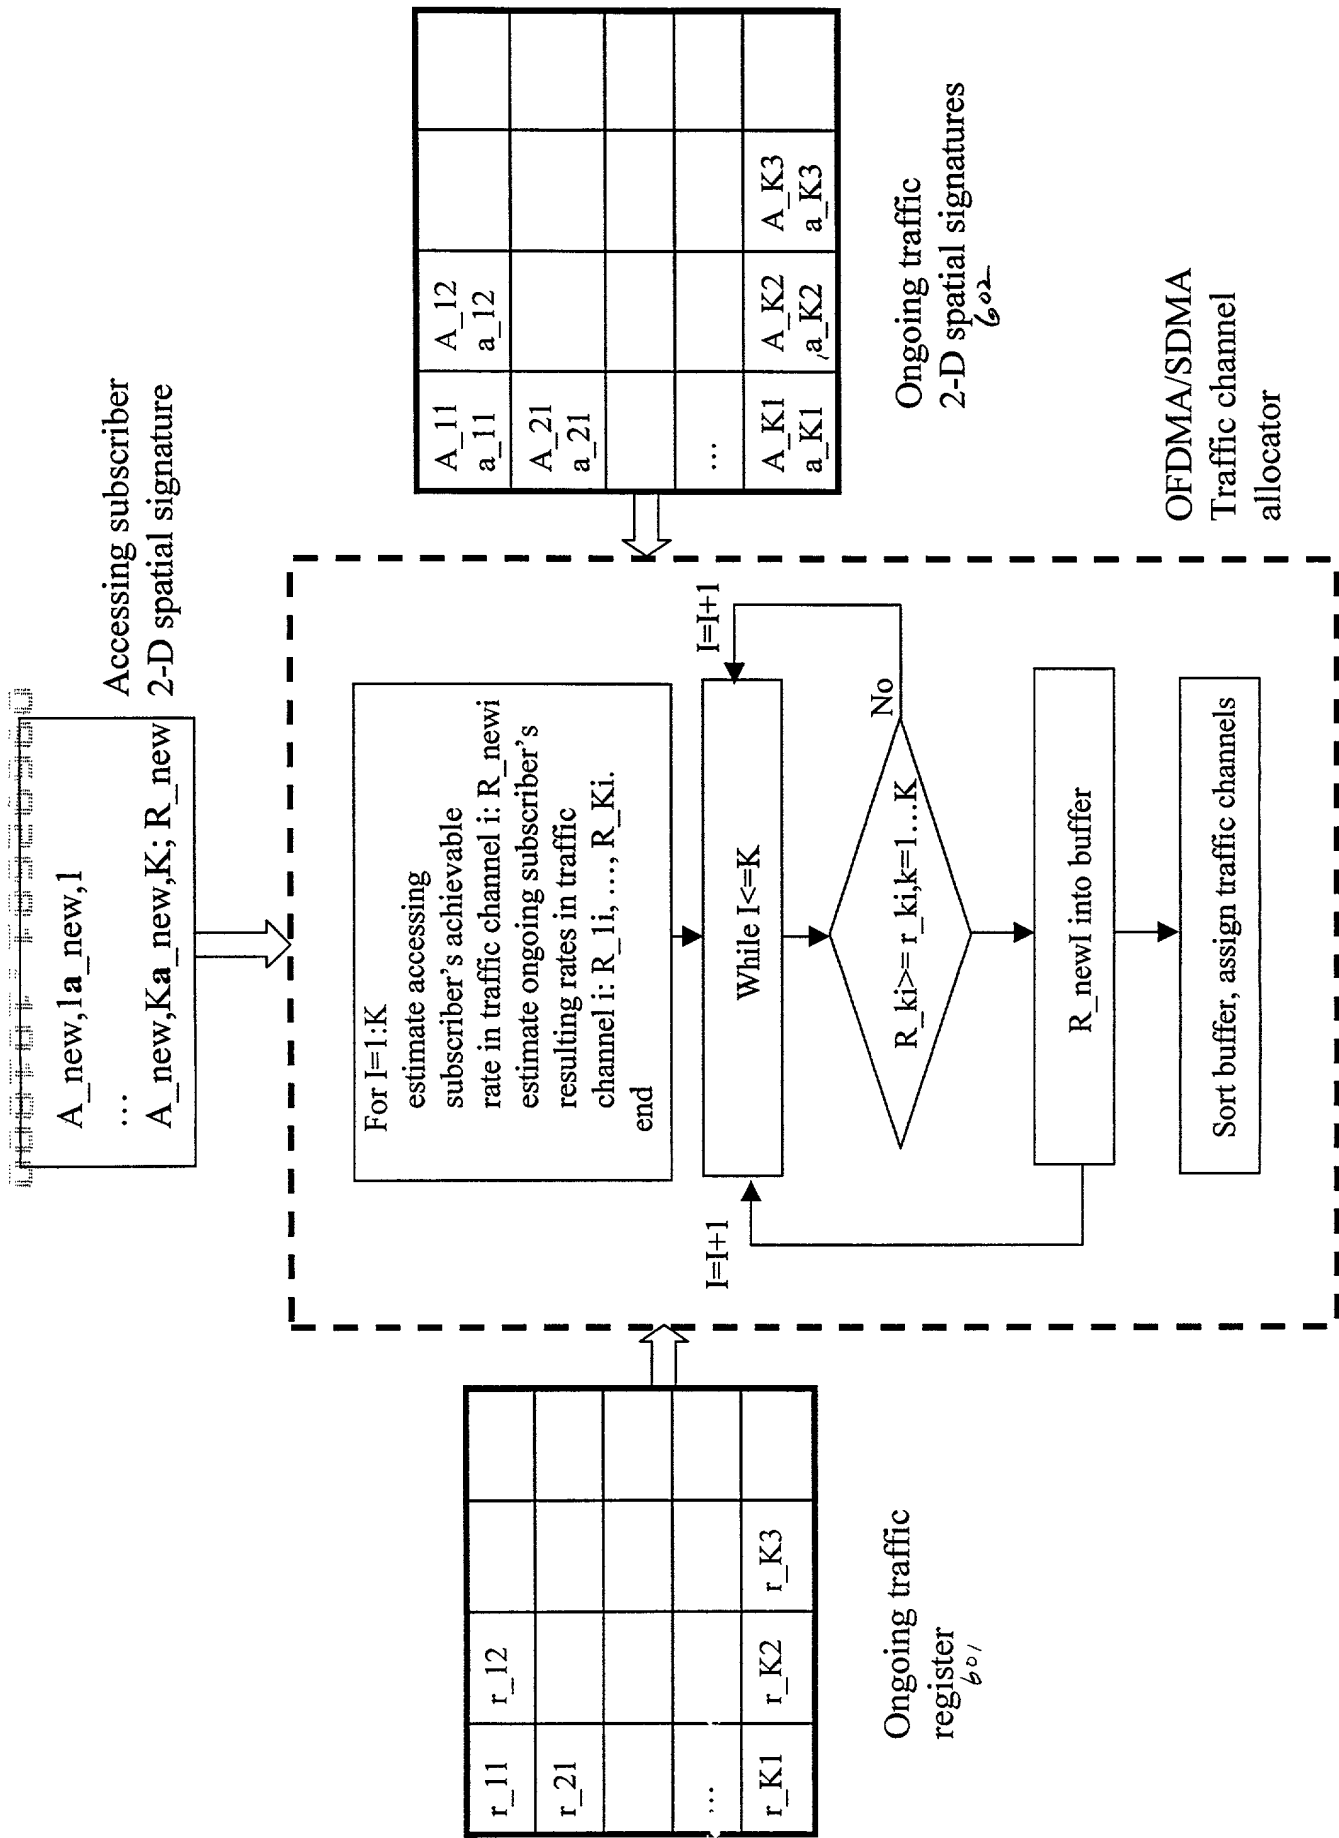 A_new,1a_new,1
...
A_new,Ka_new,K; R_new
Accessing subscriber
2-D spatial signature
r_11
r_12
r_21
...
r_K1
r_K2
r_K3
Ongoing traffic
register
601
I=I+1
For I=1:K
estimate accessing
subscriber's achievable
rate in traffic channel i: R_newi
estimate ongoing subscriber's
resulting rates in traffic
channel i: R_1i, ..., R_Ki.
end
While I<=K
I=I+1
R_ki>= r_ki,k=1...K
No
R_newI into buffer
Sort buffer, assign traffic channels
A_11
a_11
A_12
a_12
A_21
a_21
...
A_K1
a_K1
A_K2
a_K2
A_K3
a_K3
Ongoing traffic
2-D spatial signatures
602
OFDMA/SDMA
Traffic channel
allocator